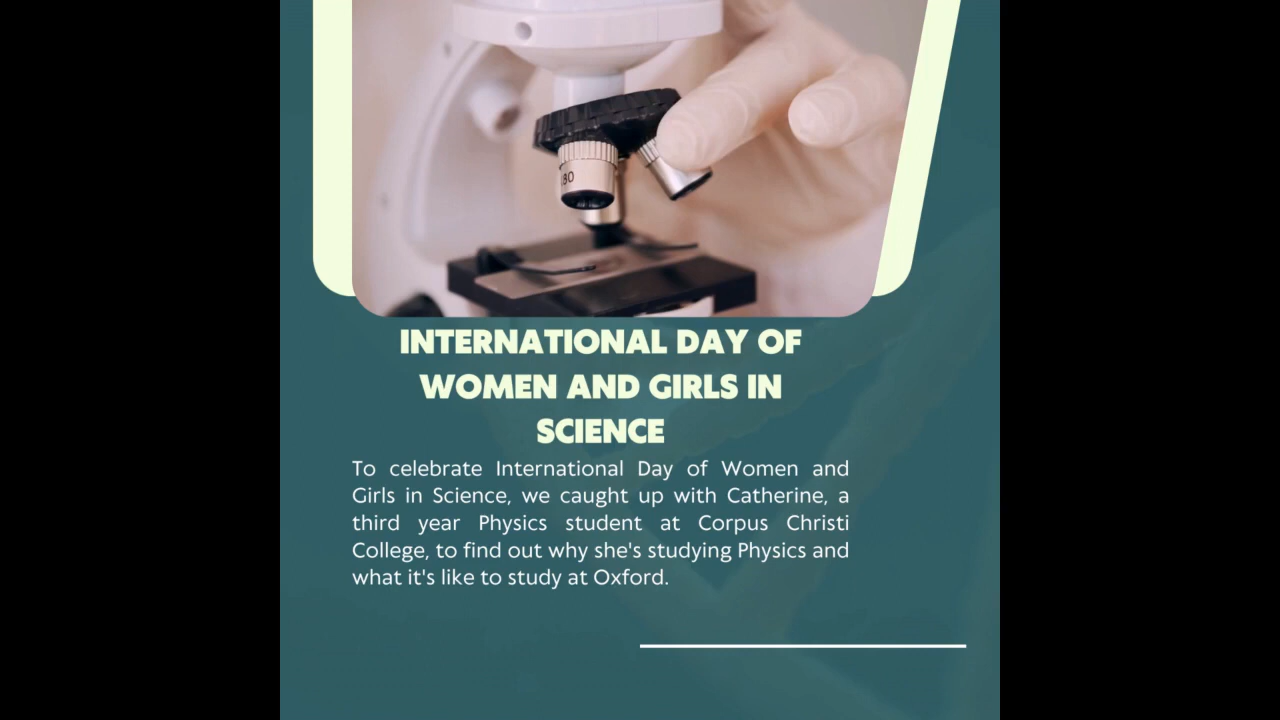 80
INTERNATIONAL DAY OF
WOMEN AND GIRLS IN
SCIENCE
To celebrate International Day of Women and
Girls in Science, we caught up with Catherine, a
third year Physics student at Corpus Christi
College, to find out why she's studying Physics and
what it's like to study at Oxford.